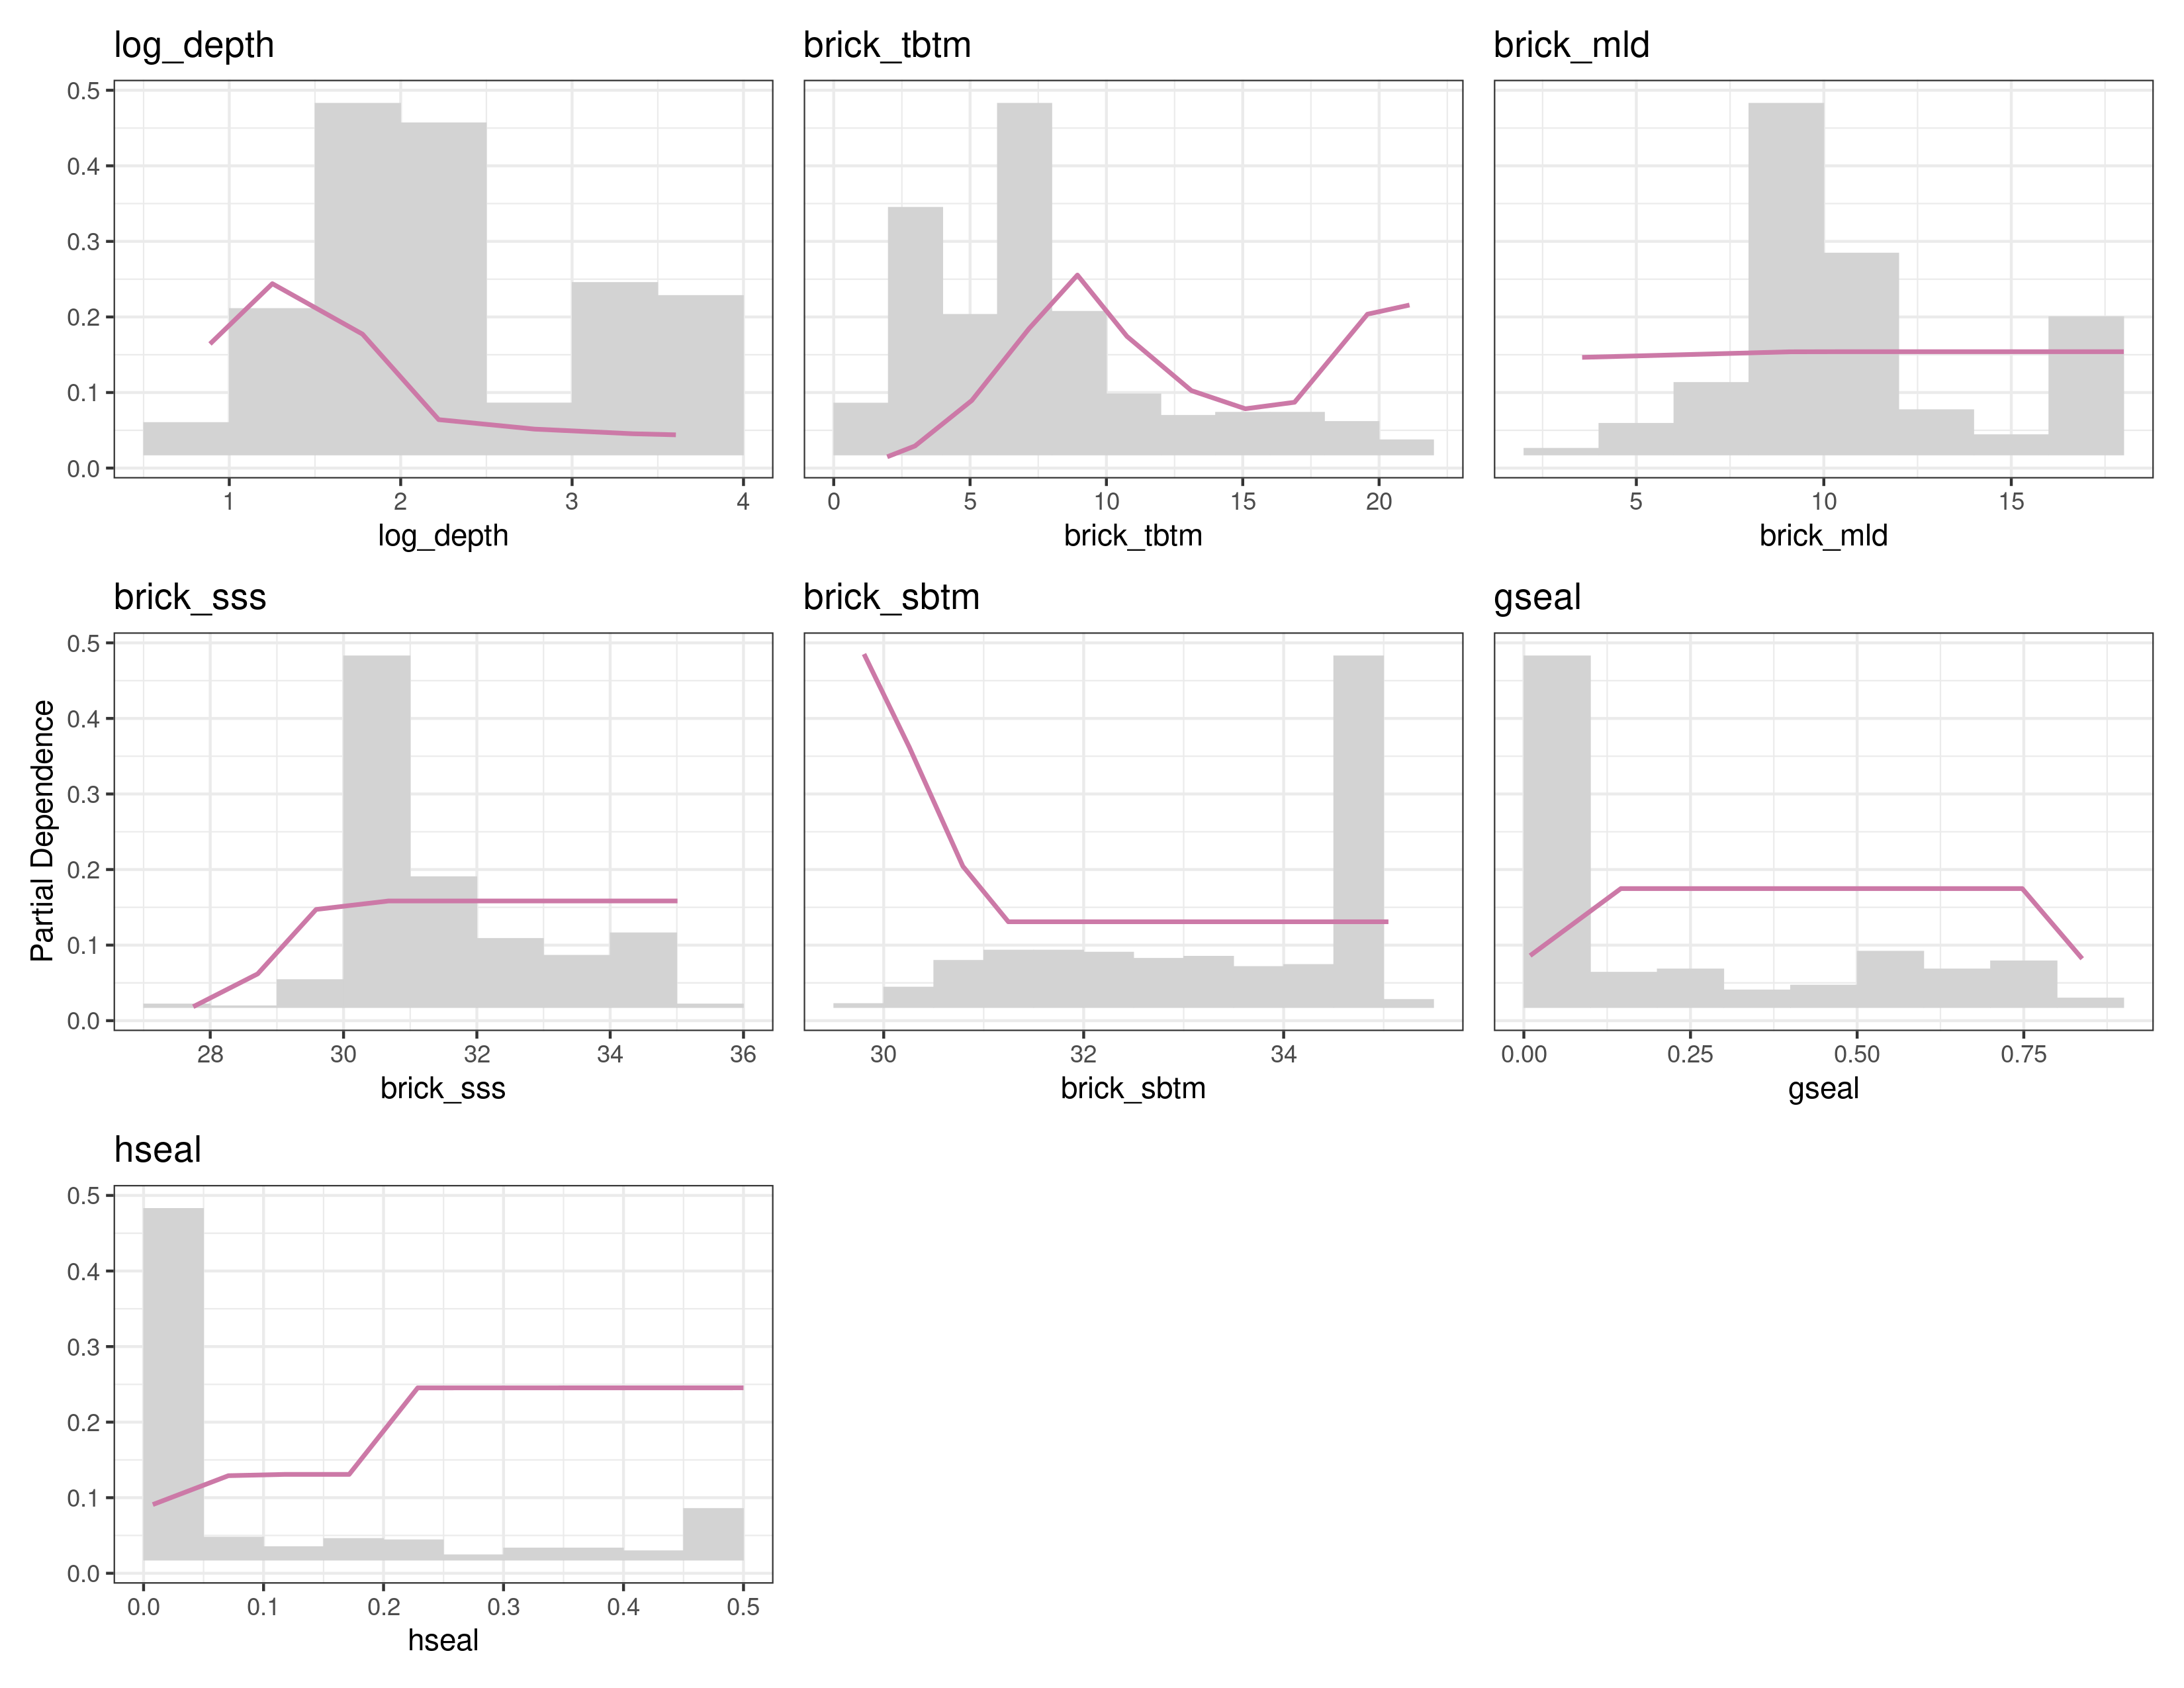 log_depth
brick_tbtm
brick_mld
0.5
0.4
0.3
0.2
0.1
0.0
1 2 3 4
0 5 10 15 20
5 10 15
log_depth
brick_tbtm
brick_mld
brick_sss
brick_sbtm
gseal
Partial Dependence
0.5
0.4
0.3
0.2
0.1
0.0
28 30 32 34 36
30 32 34
0.00 0.25 0.50 0.75
brick_sss
brick_sbtm
gseal
hseal
0.5
0.4
0.3
0.2
0.1
0.0
0.0 0.1 0.2 0.3 0.4 0.5
hseal